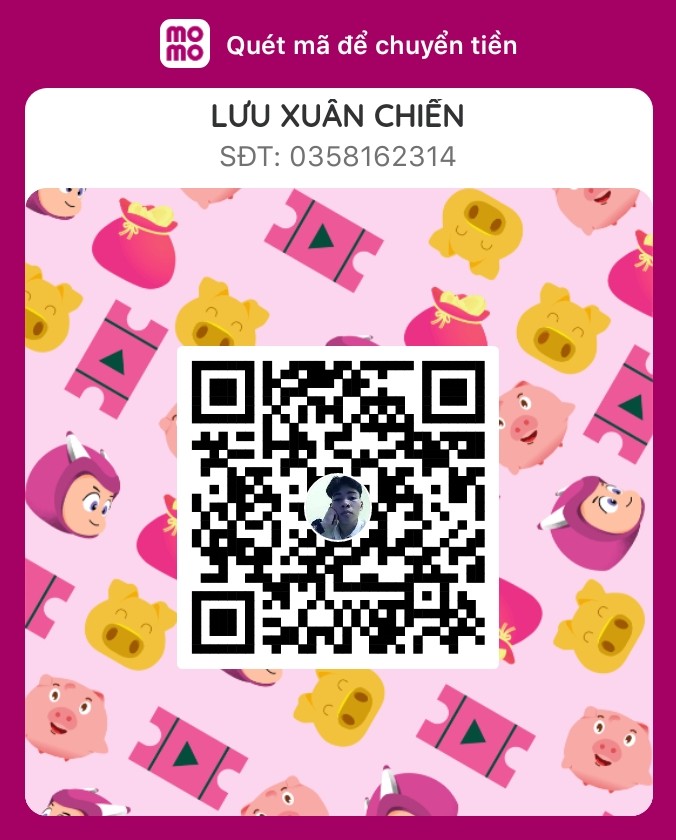 mo
mo
Quét mã để chuyển tiền
LƯU XUÂN CHIẾN
SĐT: 0358162314